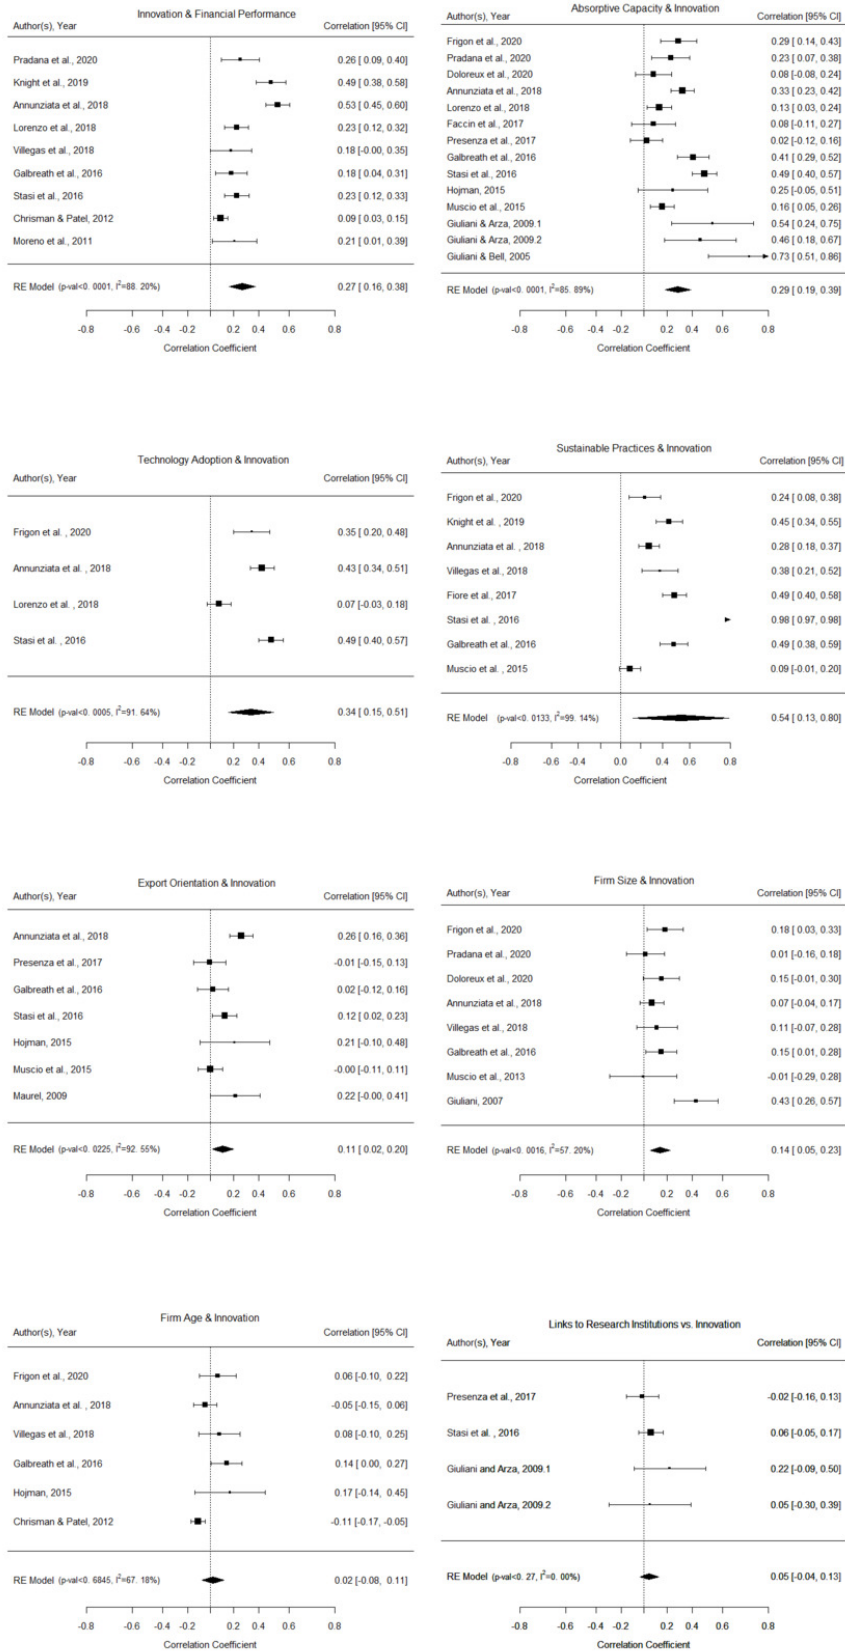 Innovation & Financial Performance
Author(s), Year Correlation [95% CI]
Pradana et al., 2020 0.26 [ 0.09, 0.40]
Knight et al., 2019 0.49 [ 0.38, 0.58]
Annunziata et al., 2018 0.53 [ 0.45, 0.60]
Lorenzo et al., 2018 0.23 [ 0.12, 0.32]
Villegas et al., 2018 0.18 [-0.00, 0.35]
Galbreath et al., 2016 0.18 [ 0.04, 0.31]
Stasi et al., 2016 0.23 [ 0.12, 0.33]
Chrisman & Patel, 2012 0.09 [ 0.03, 0.15]
Moreno et al., 2011 0.21 [ 0.01, 0.39]
RE Model (p-val<0. 0001, I²=88. 20%) 0.27 [ 0.16, 0.38]
-0.8 -0.6 -0.4 -0.2 0.2 0.4 0.6 0.8
Correlation Coefficient
Absorptive Capacity & Innovation
Author(s), Year Correlation [95% CI]
Frigon et al., 2020 0.29 [ 0.14, 0.43]
Pradana et al., 2020 0.23 [ 0.07, 0.38]
Doloreux et al., 2020 0.08 [-0.08, 0.24]
Annunziata et al., 2018 0.33 [ 0.23, 0.42]
Lorenzo et al., 2018 0.13 [ 0.03, 0.24]
Faccin et al., 2017 0.08 [-0.11, 0.27]
Presenza et al., 2017 0.02 [-0.12, 0.16]
Galbreath et al., 2016 0.41 [ 0.29, 0.52]
Stasi et al., 2016 0.49 [ 0.40, 0.57]
Hojman, 2015 0.25 [-0.05, 0.51]
Muscio et al., 2015 0.16 [ 0.05, 0.26]
Giuliani & Arza, 2009.1 0.54 [ 0.24, 0.75]
Giuliani & Arza, 2009.2 0.46 [ 0.18, 0.67]
Giuliani & Bell, 2005 0.73 [ 0.51, 0.86]
RE Model (p-val<0. 0001, I²=85. 89%) 0.29 [ 0.19, 0.39]
-0.6 -0.4 -0.2 0.2 0.4 0.6 0.8
Correlation Coefficient
Technology Adoption & Innovation
Author(s), Year Correlation [95% CI]
Frigon et al. , 2020 0.35 [ 0.20, 0.48]
Annunziata et al. , 2018 0.43 [ 0.34, 0.51]
Lorenzo et al. , 2018 0.07 [-0.03, 0.18]
Stasi et al. , 2016 0.49 [ 0.40, 0.57]
RE Model (p-val<0. 0005, I²=91. 64%) 0.34 [ 0.15, 0.51]
-0.8 -0.6 -0.4 -0.2 0.2 0.4 0.6 0.8
Correlation Coefficient
Sustainable Practices & Innovation
Author(s), Year Correlation [95% CI]
Frigon et al., 2020 0.24 [ 0.08, 0.38]
Knight et al., 2019 0.45 [ 0.34, 0.55]
Annunziata et al., 2018 0.28 [ 0.18, 0.37]
Villegas et al., 2018 0.38 [ 0.21, 0.52]
Fiore et al., 2017 0.49 [ 0.40, 0.58]
Stasi et al., 2016 0.98 [ 0.97, 0.98]
Galbreath et al., 2016 0.49 [ 0.38, 0.59]
Muscio et al., 2015 0.09 [-0.01, 0.20]
RE Model (p-val<0. 0133, I²=99. 14%) 0.54 [ 0.13, 0.80]
-0.8 -0.6 -0.4 0.0 0.2 0.4 0.6 0.8
Correlation Coefficient
Export Orientation & Innovation
Author(s), Year Correlation [95% CI]
Annunziata et al., 2018 0.26 [ 0.16, 0.36]
Presenza et al., 2017 -0.01 [-0.15, 0.13]
Galbreath et al., 2016 0.02 [-0.12, 0.16]
Stasi et al., 2016 0.12 [ 0.02, 0.23]
Hojman, 2015 0.21 [-0.10, 0.48]
Muscio et al., 2015 -0.00 [-0.11, 0.11]
Maurel, 2009 0.22 [-0.00, 0.41]
RE Model (p-val<0. 0225, I²=92. 55%) 0.11 [ 0.02, 0.20]
-0.8 -0.6 -0.4 -0.2 0.2 0.4 0.6 0.8
Correlation Coefficient
Firm Size & Innovation
Author(s), Year Correlation [95% CI]
Frigon et al., 2020 0.18 [ 0.03, 0.33]
Pradana et al., 2020 0.01 [-0.16, 0.18]
Doloreux et al., 2020 0.15 [-0.01, 0.30]
Annunziata et al., 2018 0.07 [-0.04, 0.17]
Villegas et al., 2018 0.11 [-0.07, 0.28]
Galbreath et al., 2016 0.15 [ 0.01, 0.28]
Muscio et al., 2013 -0.01 [-0.29, 0.28]
Giuliani, 2007 0.43 [ 0.26, 0.57]
RE Model (p-val<0. 0016, I²=57. 20%) 0.14 [ 0.05, 0.23]
-0.8 -0.6 -0.4 -0.2 0.2 0.4 0.6 0.8
Correlation Coefficient
Firm Age & Innovation
Author(s), Year Correlation [95% CI]
Frigon et al., 2020 0.06 [-0.10, 0.22]
Annunziata et al. , 2018 -0.05 [-0.15, 0.06]
Villegas et al., 2018 0.08 [-0.10, 0.25]
Galbreath et al., 2016 0.14 [ 0.00, 0.27]
Hojman, 2015 0.17 [-0.14, 0.45]
Chrisman & Patel, 2012 -0.11 [-0.17, -0.05]
RE Model (p-val<0. 6845, I²=67. 18%) 0.02 [-0.08, 0.11]
-0.8 -0.6 -0.4 -0.2 0.2 0.4 0.6 0.8
Correlation Coefficient
Links to Research Institutions vs. Innovation
Author(s), Year Correlation [95% CI]
Presenza et al., 2017 -0.02 [-0.16, 0.13]
Stasi et al. , 2016 0.06 [-0.05, 0.17]
Giuliani and Arza, 2009.1 0.22 [-0.09, 0.50]
Giuliani and Arza, 2009.2 0.05 [-0.30, 0.39]
RE Model (p-val<0. 27, I²=0. 00%) 0.05 [-0.04, 0.13]
-0.8 -0.6 -0.4 -0.2 0.2 0.4 0.6 0.8
Correlation Coefficient